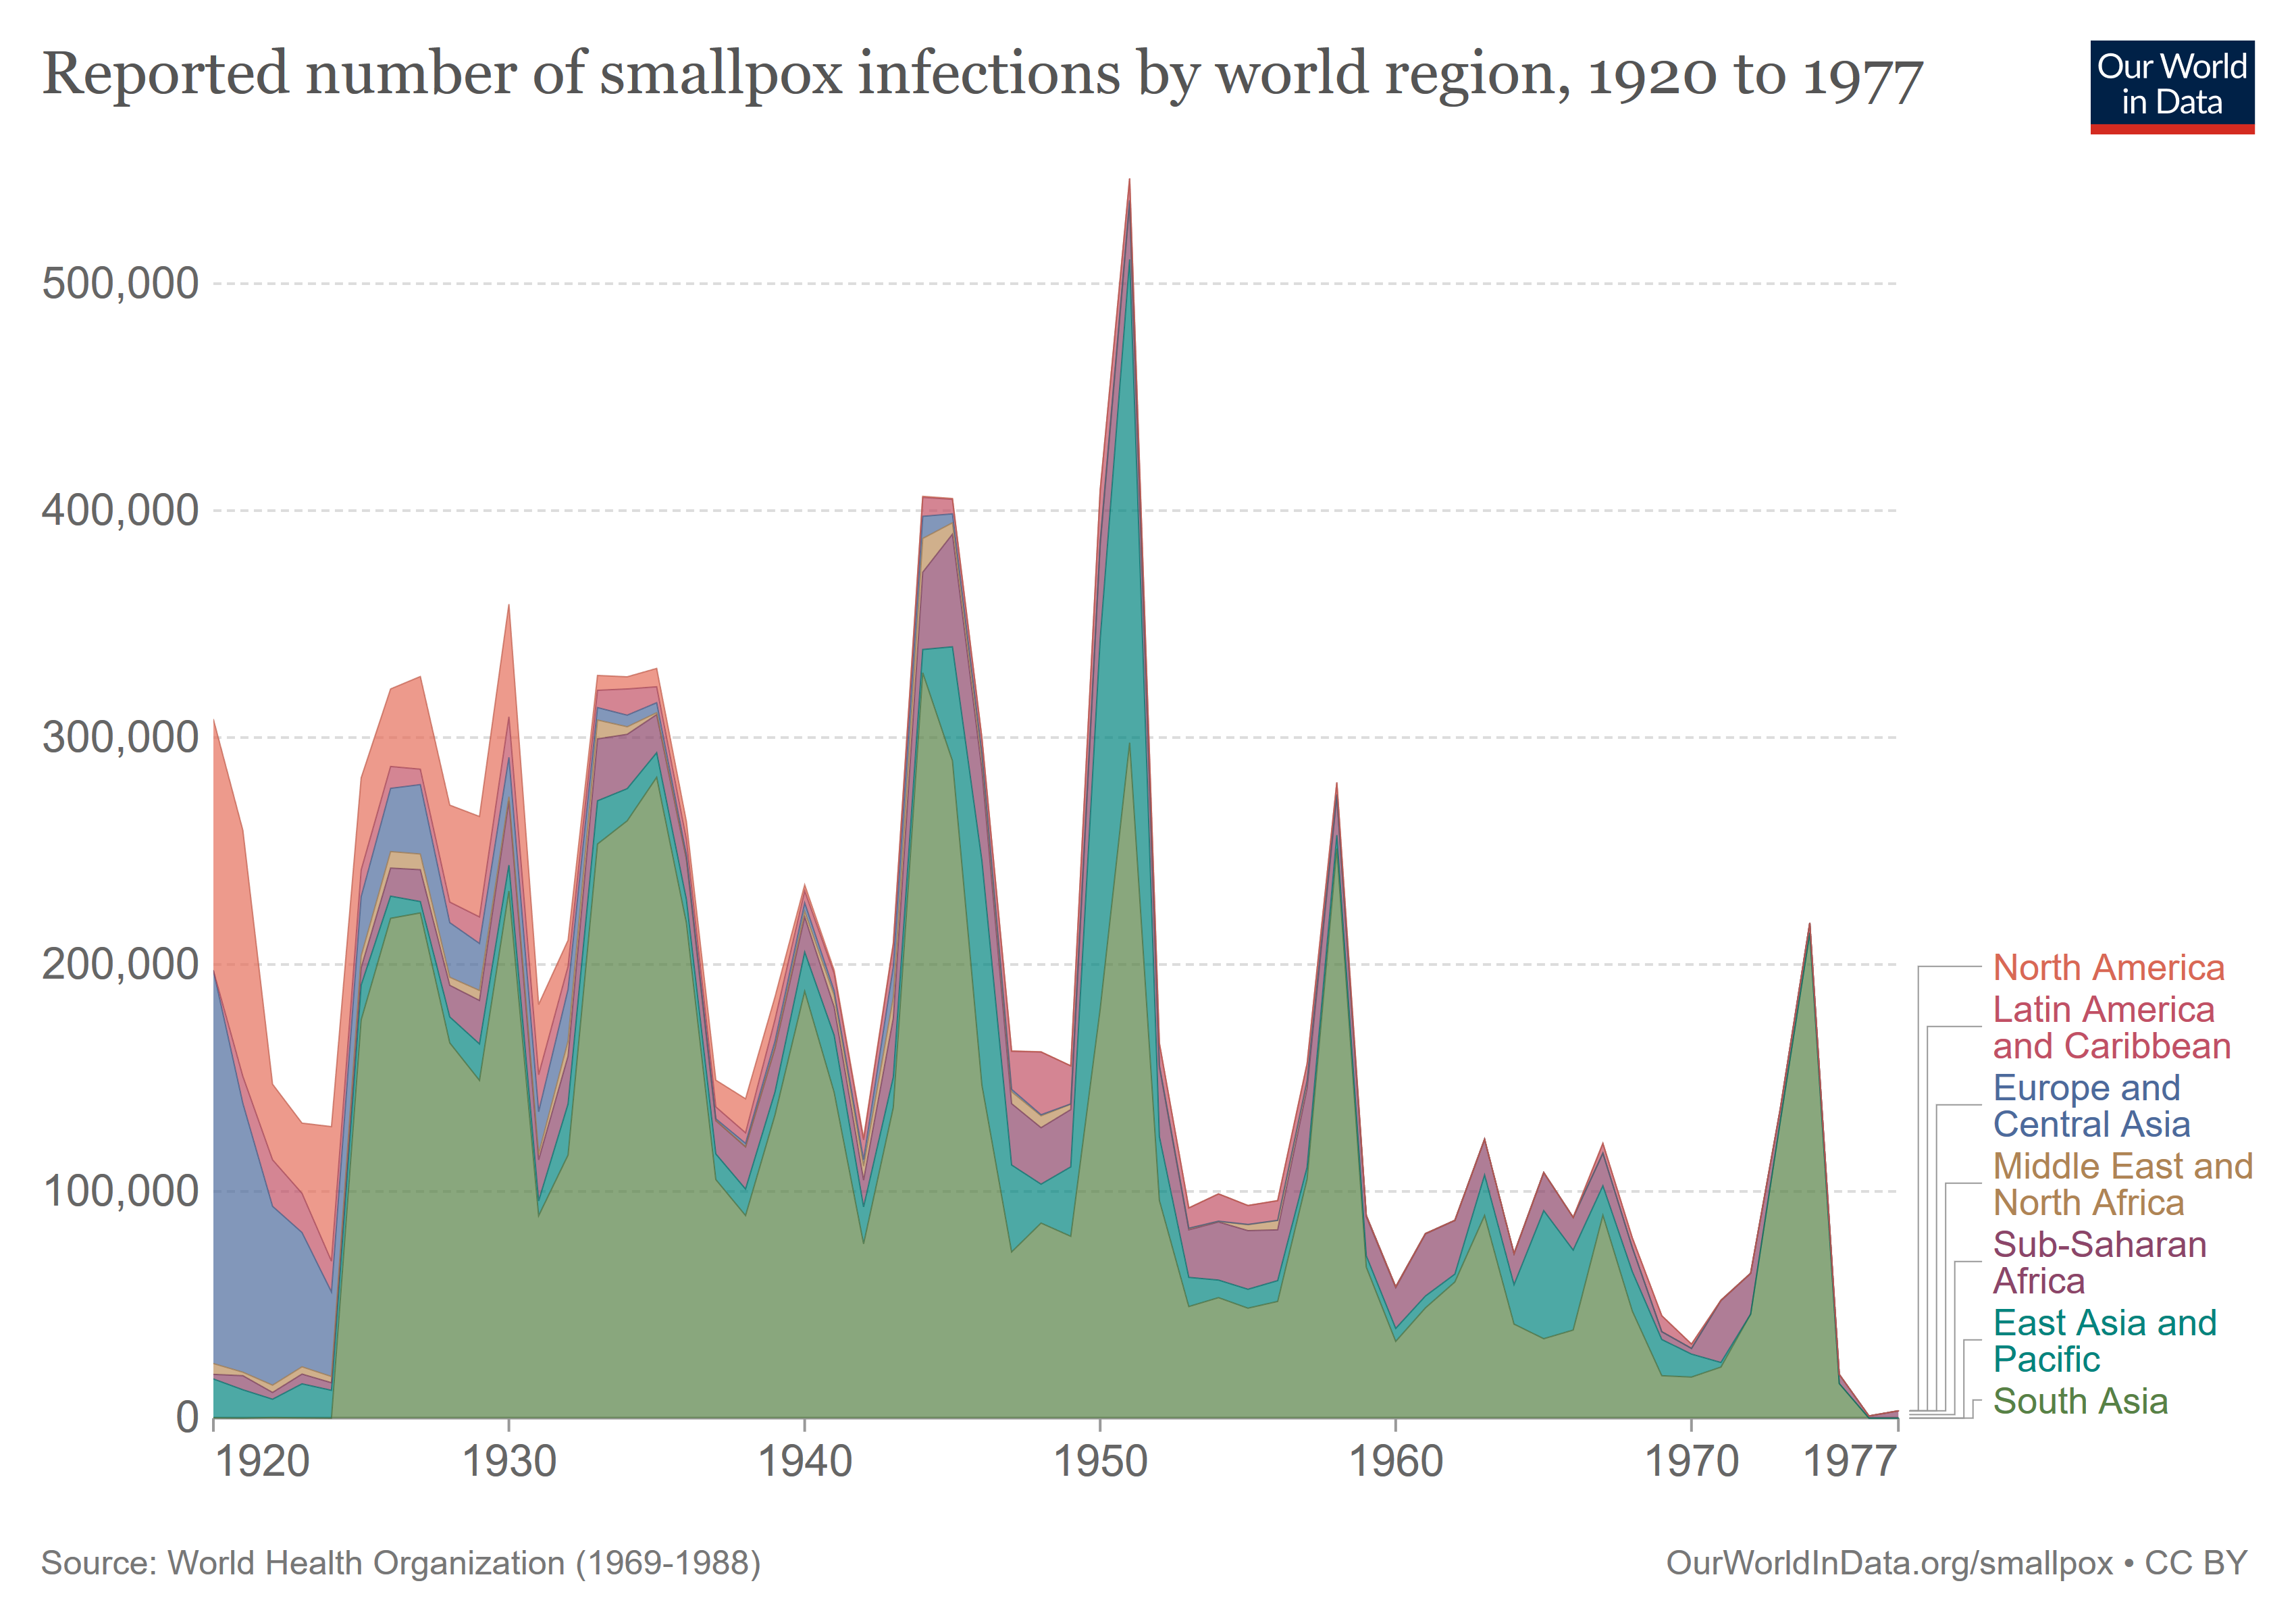 Reported number of smallpox infections by world region, 1920 to 1977
Our World
in Data
500,000
400,000
300,000
200,000
100,000
0
1920
1930
1940
1950
1960
1970
1977
North America
Latin America
and Caribbean
Europe and
Central Asia
Middle East and
North Africa
Sub-Saharan
Africa
East Asia and
Pacific
South Asia
Source: World Health Organization (1969-1988)
OurWorldInData.org/smallpox • CC BY